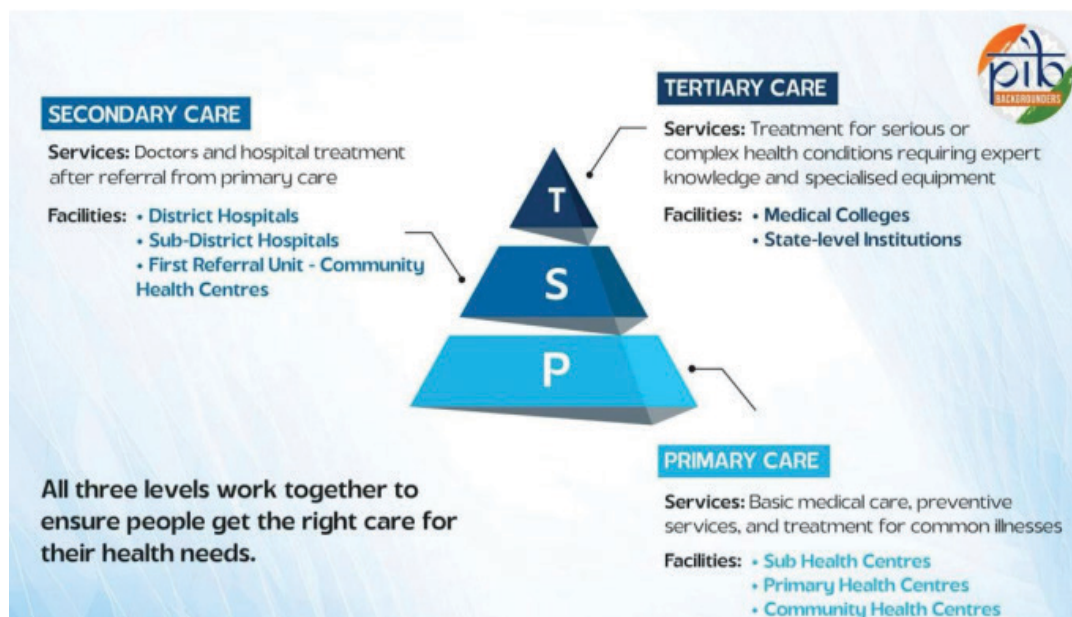 pib
BACKGROUNDERS
SECONDARY CARE
Services: Doctors and hospital treatment
after referral from primary care
Facilities: • District Hospitals
• Sub-District Hospitals
• First Referral Unit - Community
Health Centres
TERTIARY CARE
Services: Treatment for serious or
complex health conditions requiring expert
knowledge and specialised equipment
Facilities: • Medical Colleges
• State-level Institutions
T
S
P
PRIMARY CARE
Services: Basic medical care, preventive
services, and treatment for common illnesses
Facilities: • Sub Health Centres
• Primary Health Centres
• Community Health Centres
All three levels work together to
ensure people get the right care for
their health needs.